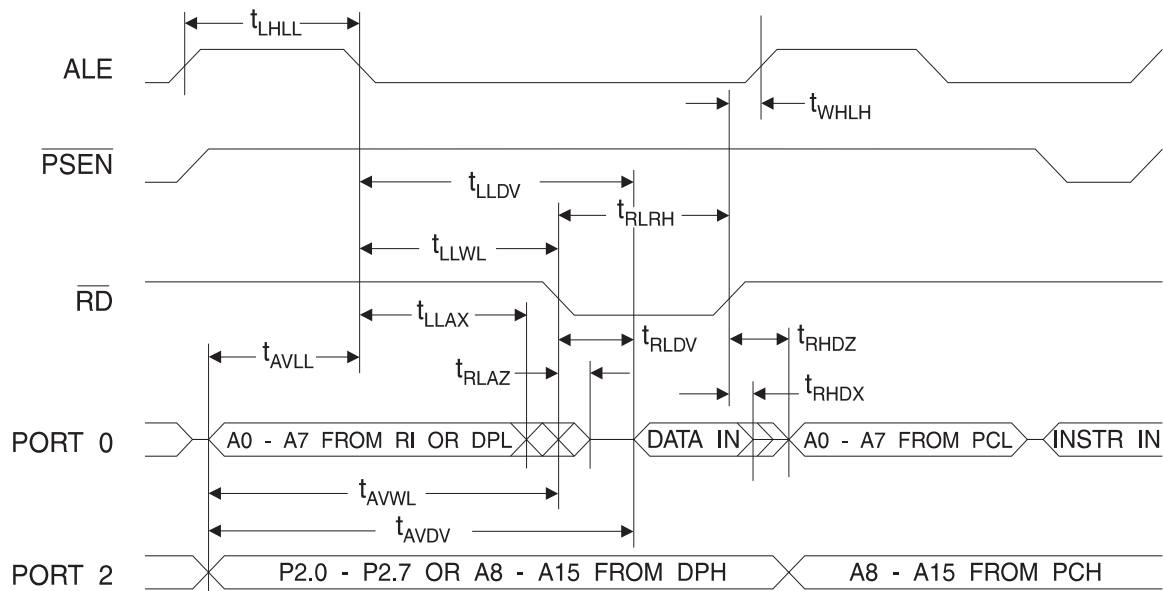 tLHLL
ALE
tWHLH
PSEN
tLLDV
tRLRH
tLLWL
RD
tLLAX
tRLDV
tRHDZ
tAVLL
tRLAZ
tRHDX
PORT 0
A0 - A7 FROM RI OR DPL
DATA IN
A0 - A7 FROM PCL
INSTR IN
tAVWL
tAVDV
PORT 2
P2.0 - P2.7 OR A8 - A15 FROM DPH
A8 - A15 FROM PCH